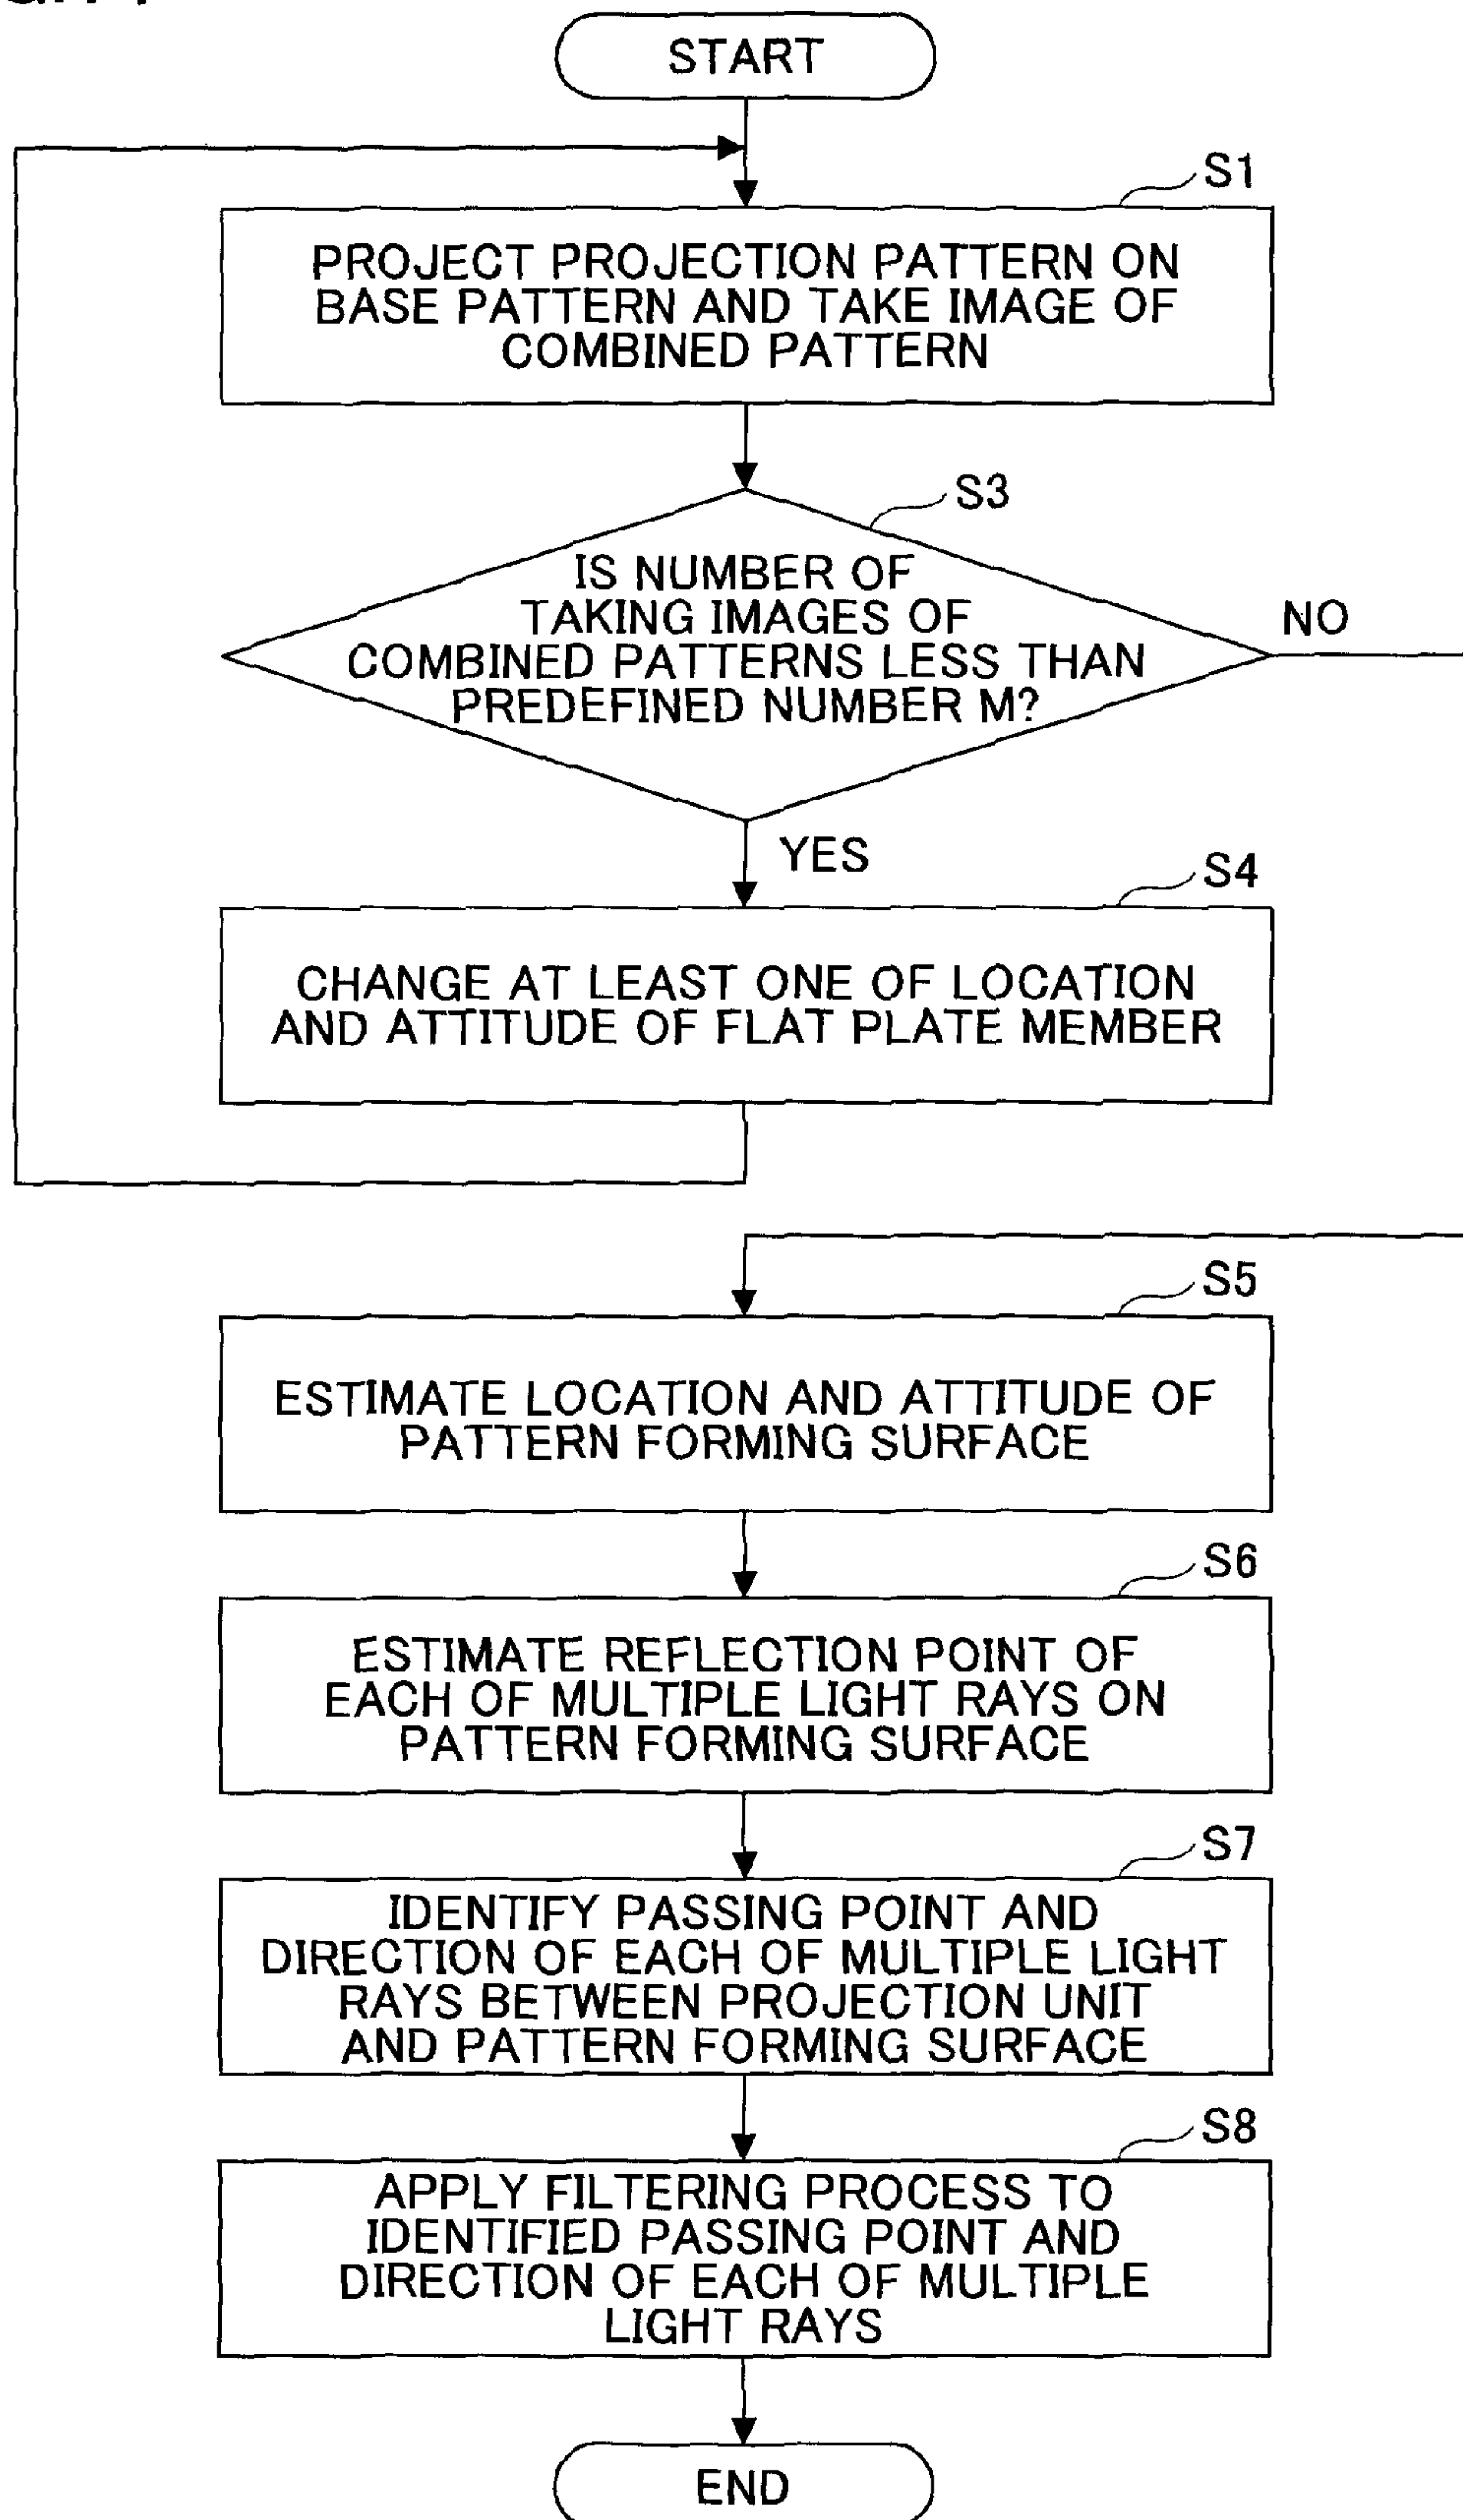 START
S1
PROJECT PROJECTION PATTERN ON
BASE PATTERN AND TAKE IMAGE OF
COMBINED PATTERN
S3
IS NUMBER OF
TAKING IMAGES OF
COMBINED PATTERNS LESS THAN
PREDEFINED NUMBER M?
NO
YES
S4
CHANGE AT LEAST ONE OF LOCATION
AND ATTITUDE OF FLAT PLATE MEMBER
S5
ESTIMATE LOCATION AND ATTITUDE OF
PATTERN FORMING SURFACE
S6
ESTIMATE REFLECTION POINT OF
EACH OF MULTIPLE LIGHT RAYS ON
PATTERN FORMING SURFACE
S7
IDENTIFY PASSING POINT AND
DIRECTION OF EACH OF MULTIPLE LIGHT
RAYS BETWEEN PROJECTION UNIT
AND PATTERN FORMING SURFACE
S8
APPLY FILTERING PROCESS TO
IDENTIFIED PASSING POINT AND
DIRECTION OF EACH OF MULTIPLE
LIGHT RAYS
END